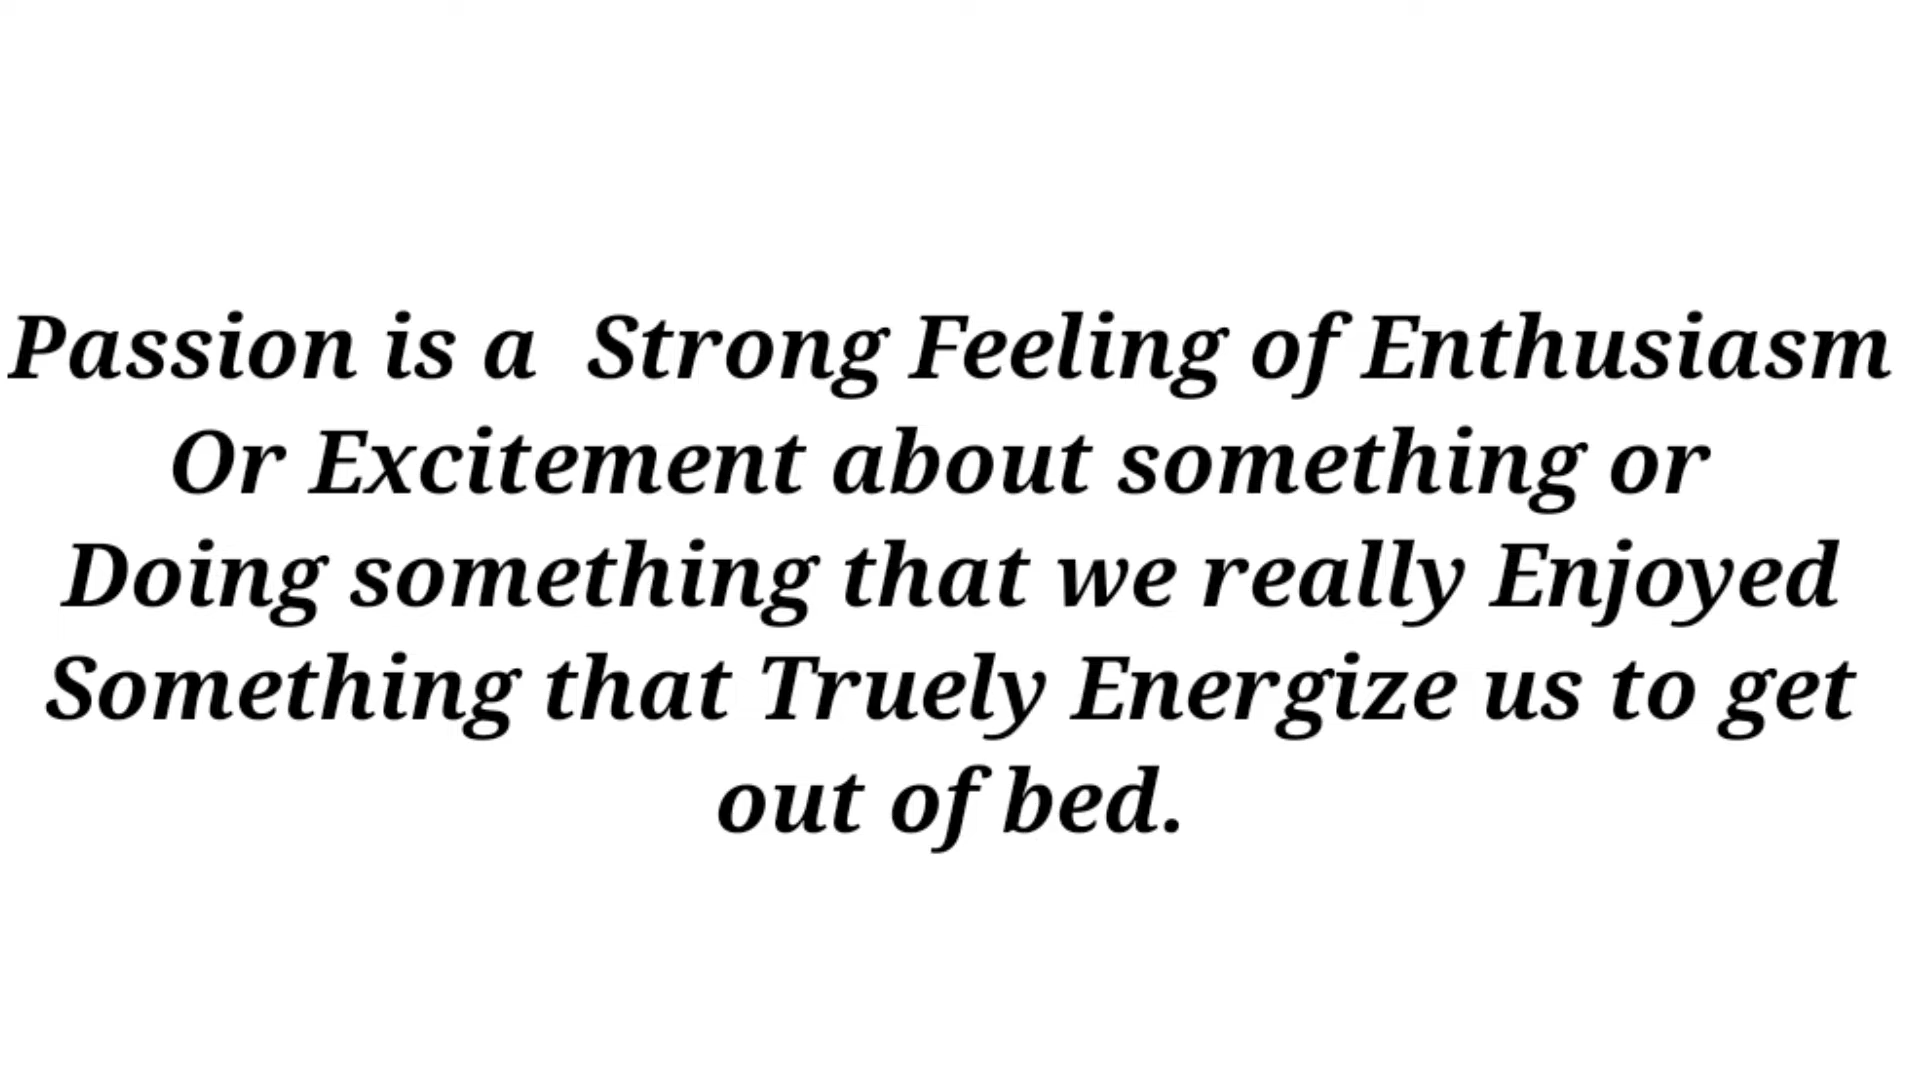 Passion is a  Strong Feeling of Enthusiasm
Or Excitement about something or
Doing something that we really Enjoyed
Something that Truely Energize us to get
out of bed.